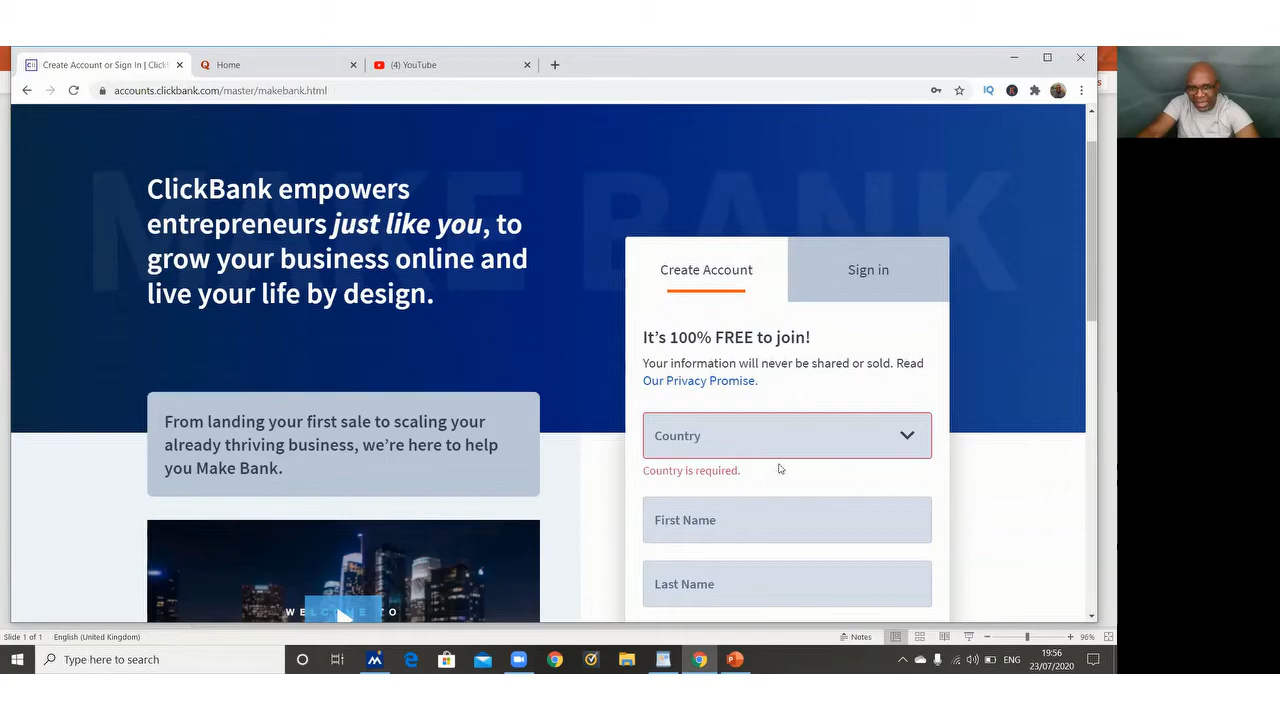 Create Account or Sign In | Click
Home
(4) YouTube
accounts.clickbank.com/master/makebank.html
IQ
MAKE BANK
ClickBank empowers
entrepreneurs just like you, to
grow your business online and
live your life by design.
Create Account
Sign in
It's 100% FREE to join!
Your information will never be shared or sold. Read
Our Privacy Promise.
From landing your first sale to scaling your
already thriving business, we're here to help
you Make Bank.
Country
Country is required.
First Name
Last Name
WELCOME TO
Slide 1 of 1
English (United Kingdom)
Notes
96%
Type here to search
ENG
19:56
23/07/2020